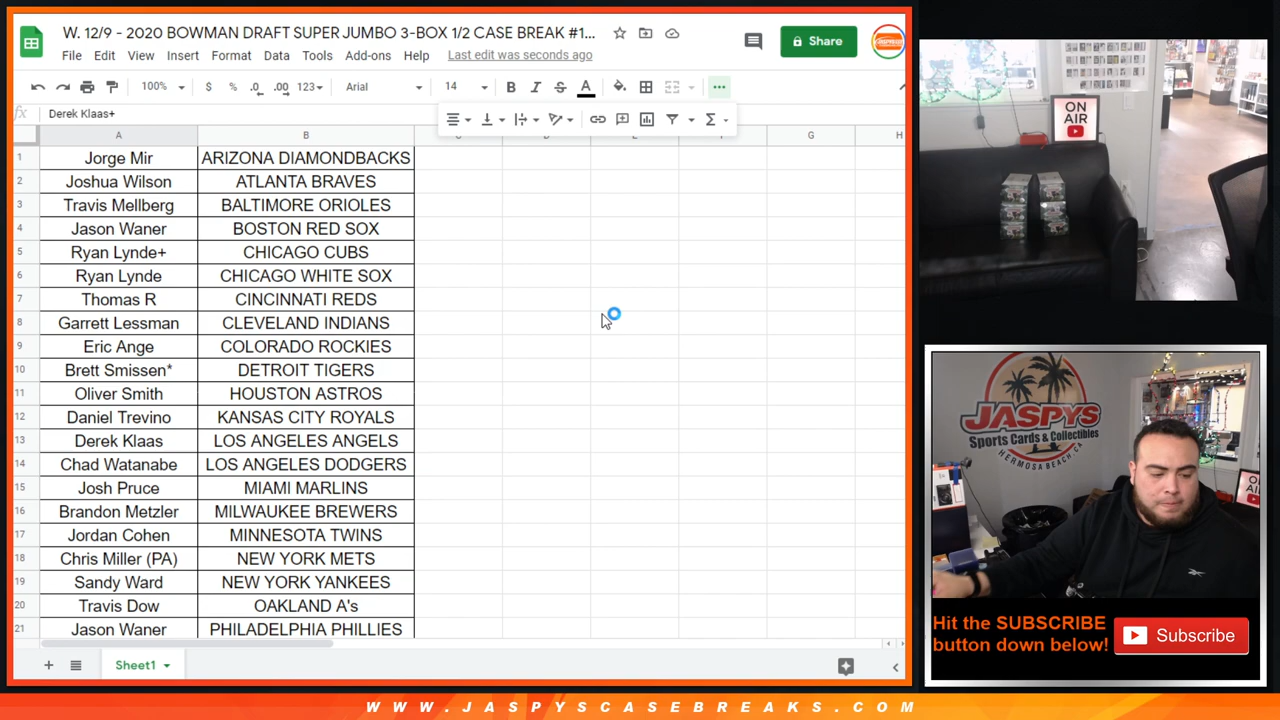 W. 12/9 - 2020 BOWMAN DRAFT SUPER JUMBO 3-BOX 1/2 CASE BREAK #1...
Share
File Edit View Insert Format Data Tools Add-ons Help Last edit was seconds ago
100% $ % .0 .00 123 Arial 14 B I S A
fx Derek Klaas+
A B C D E F G H
1 Jorge Mir ARIZONA DIAMONDBACKS
2 Joshua Wilson ATLANTA BRAVES
3 Travis Mellberg BALTIMORE ORIOLES
4 Jason Waner BOSTON RED SOX
5 Ryan Lynde+ CHICAGO CUBS
6 Ryan Lynde CHICAGO WHITE SOX
7 Thomas R CINCINNATI REDS
8 Garrett Lessman CLEVELAND INDIANS
9 Eric Ange COLORADO ROCKIES
10 Brett Smissen* DETROIT TIGERS
11 Oliver Smith HOUSTON ASTROS
12 Daniel Trevino KANSAS CITY ROYALS
13 Derek Klaas LOS ANGELES ANGELS
14 Chad Watanabe LOS ANGELES DODGERS
15 Josh Pruce MIAMI MARLINS
16 Brandon Metzler MILWAUKEE BREWERS
17 Jordan Cohen MINNESOTA TWINS
18 Chris Miller (PA) NEW YORK METS
19 Sandy Ward NEW YORK YANKEES
20 Travis Dow OAKLAND A's
21 Jason Waner PHILADELPHIA PHILLIES
Sheet1
ON
AIR
JASPYS
Sports Cards & Collectibles
HERMOSA BEACH, CA
ON
AIR
Hit the SUBSCRIBE
button down below!
Subscribe
WWW.JASPYSCASEBREAKS.COM